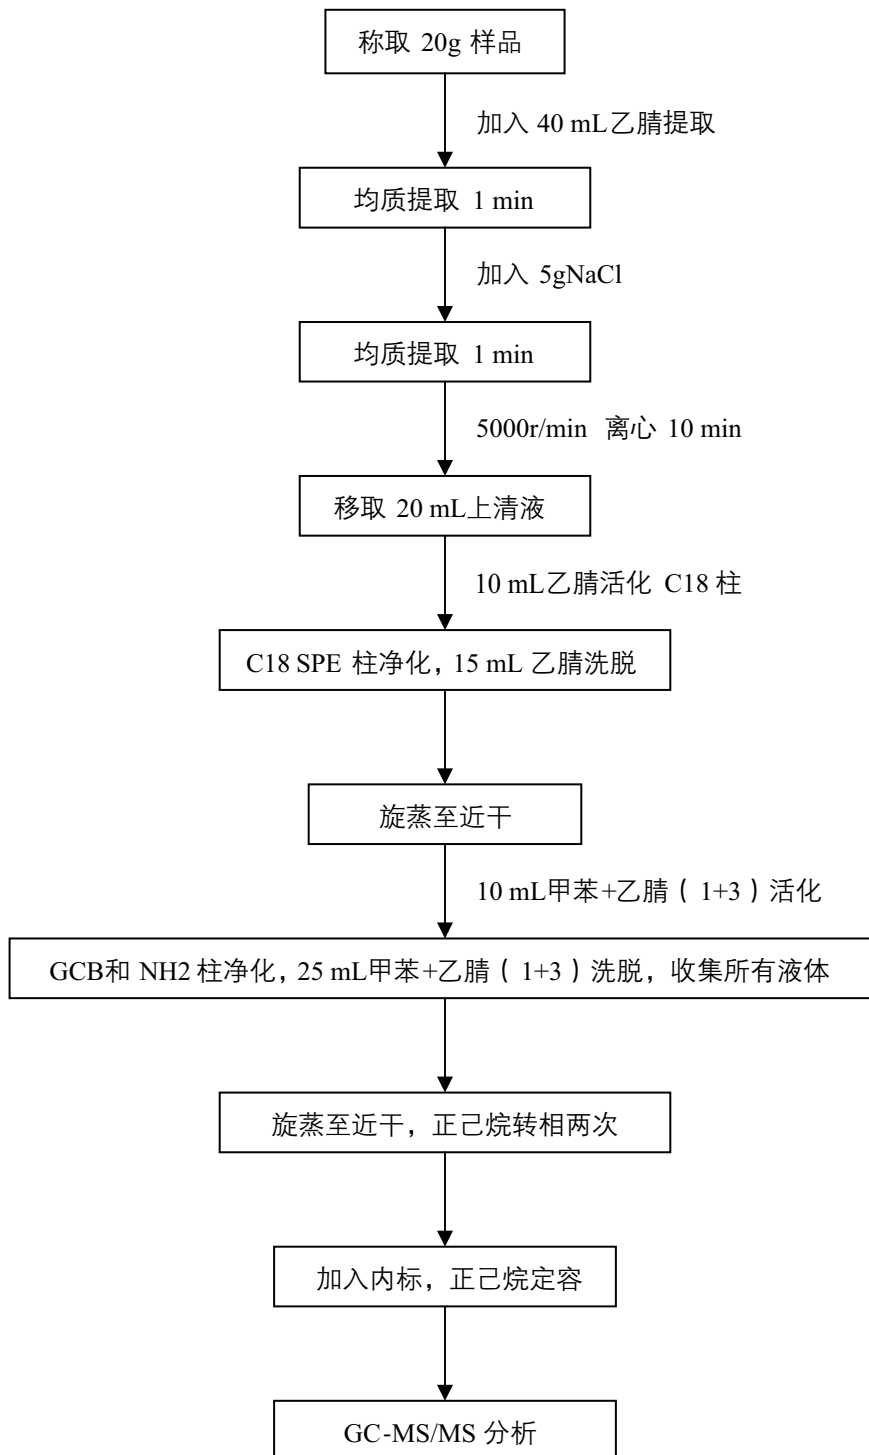 称取 20g 样品
加入 40 mL乙腈提取
均质提取 1 min
加入 5gNaCl
均质提取 1 min
5000r/min 离心 10 min
移取 20 mL上清液
10 mL乙腈活化 C18 柱
C18 SPE 柱净化，15 mL 乙腈洗脱
旋蒸至近干
10 mL甲苯+乙腈（1+3）活化
GCB和 NH2 柱净化，25 mL甲苯+乙腈（1+3）洗脱，收集所有液体
旋蒸至近干，正己烷转相两次
加入内标，正己烷定容
GC-MS/MS 分析